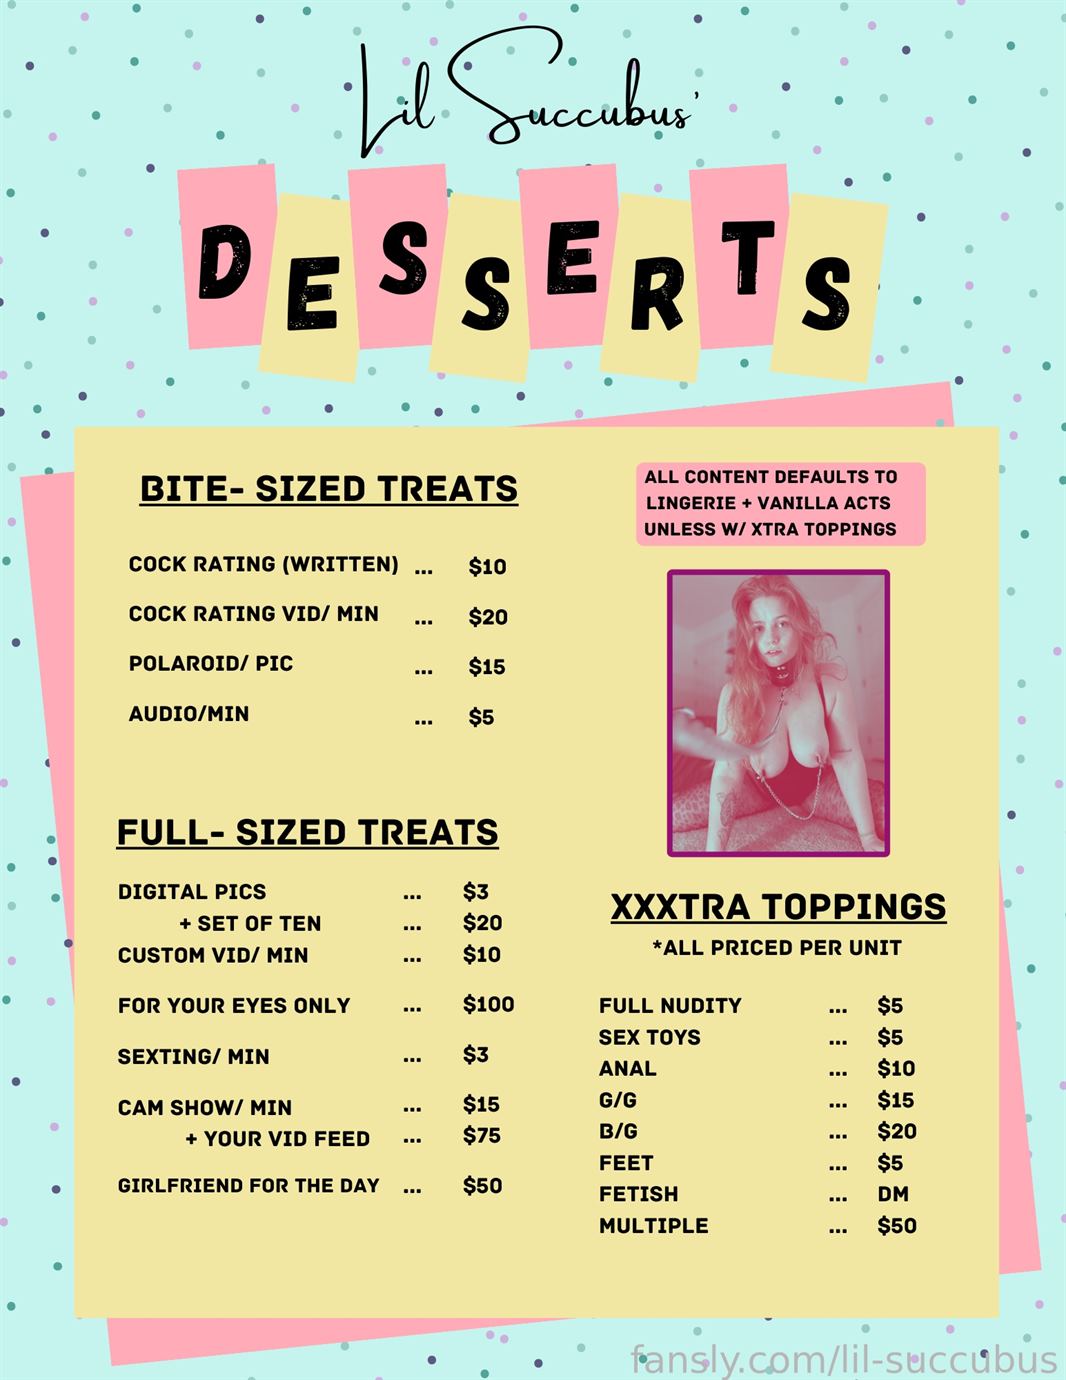 Lil Succubus'
DESSERTS
BITE- SIZED TREATS
COCK RATING (WRITTEN) ... $10
COCK RATING VID/ MIN ... $20
POLAROID/ PIC ... $15
AUDIO/MIN ... $5
FULL- SIZED TREATS
DIGITAL PICS ... $3
+ SET OF TEN ... $20
CUSTOM VID/ MIN ... $10
FOR YOUR EYES ONLY ... $100
SEXTING/ MIN ... $3
CAM SHOW/ MIN ... $15
+ YOUR VID FEED ... $75
GIRLFRIEND FOR THE DAY ... $50
ALL CONTENT DEFAULTS TO
LINGERIE + VANILLA ACTS
UNLESS W/ XTRA TOPPINGS
XXXTRA TOPPINGS
*ALL PRICED PER UNIT
FULL NUDITY ... $5
SEX TOYS ... $5
ANAL ... $10
G/G ... $15
B/G ... $20
FEET ... $5
FETISH ... DM
MULTIPLE ... $50
fansly.com/lil-succubus